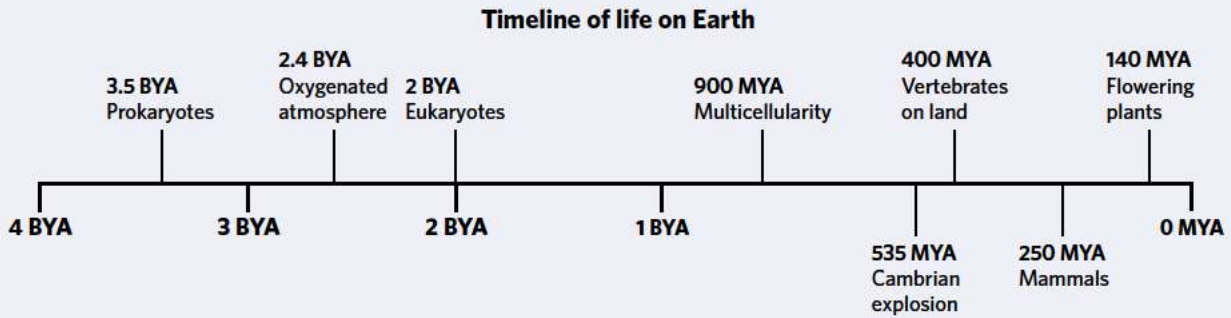 Timeline of life on Earth
3.5 BYA
Prokaryotes
2.4 BYA
Oxygenated
atmosphere
2 BYA
Eukaryotes
900 MYA
Multicellularity
400 MYA
Vertebrates
on land
140 MYA
Flowering
plants
4 BYA
3 BYA
2 BYA
1 BYA
0 MYA
535 MYA
Cambrian
explosion
250 MYA
Mammals